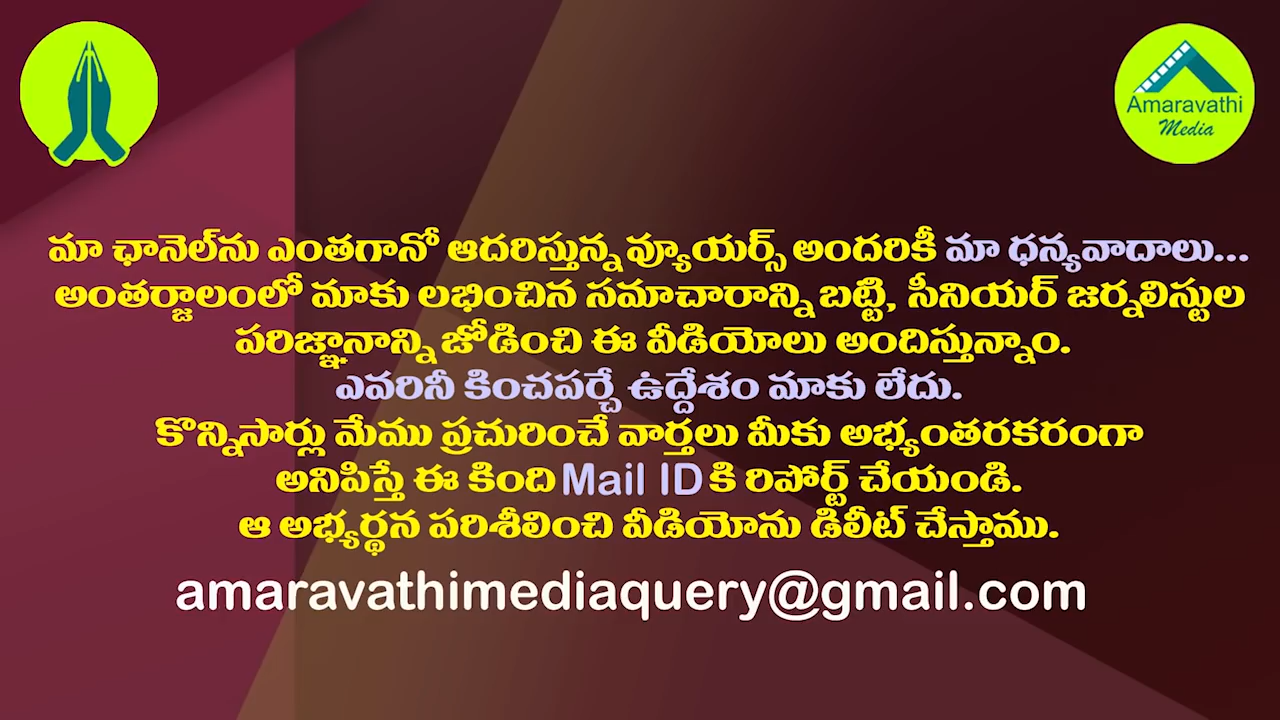 Amaravathi
Media
మా ఛానెల్‌ను ఎంతగానో ఆదరిస్తున్న వ్యూయర్స్ అందరికీ మా ధన్యవాదాలు...
అంతర్జాలంలో మాకు లభించిన సమాచారాన్ని బట్టి, సీనియర్ జర్నలిస్టుల
పరిజ్ఞానాన్ని జోడించి ఈ వీడియోలు అందిస్తున్నాం.
ఎవరినీ కించపర్చే ఉద్దేశం మాకు లేదు.
కొన్నిసార్లు మేము ప్రచురించే వార్తలు మీకు అభ్యంతరకరంగా
అనిపిస్తే ఈ కింది Mail ID కి రిపోర్ట్ చేయండి.
ఆ అభ్యర్థన పరిశీలించి వీడియోను డిలీట్ చేస్తాము.
amaravathimediaquery@gmail.com